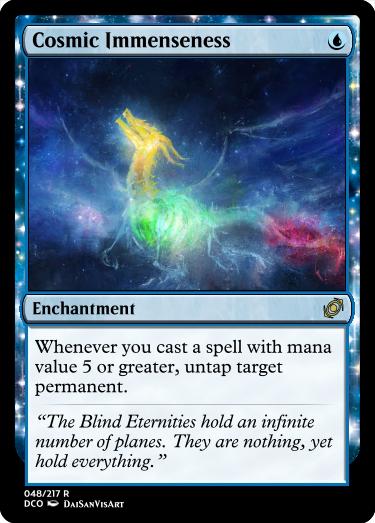 Cosmic Immenseness
Enchantment
Whenever you cast a spell with mana
value 5 or greater, untap target
permanent.
“The Blind Eternities hold an infinite
number of planes. They are nothing, yet
hold everything.”
048/217 R
DCO DaiSanVisArt